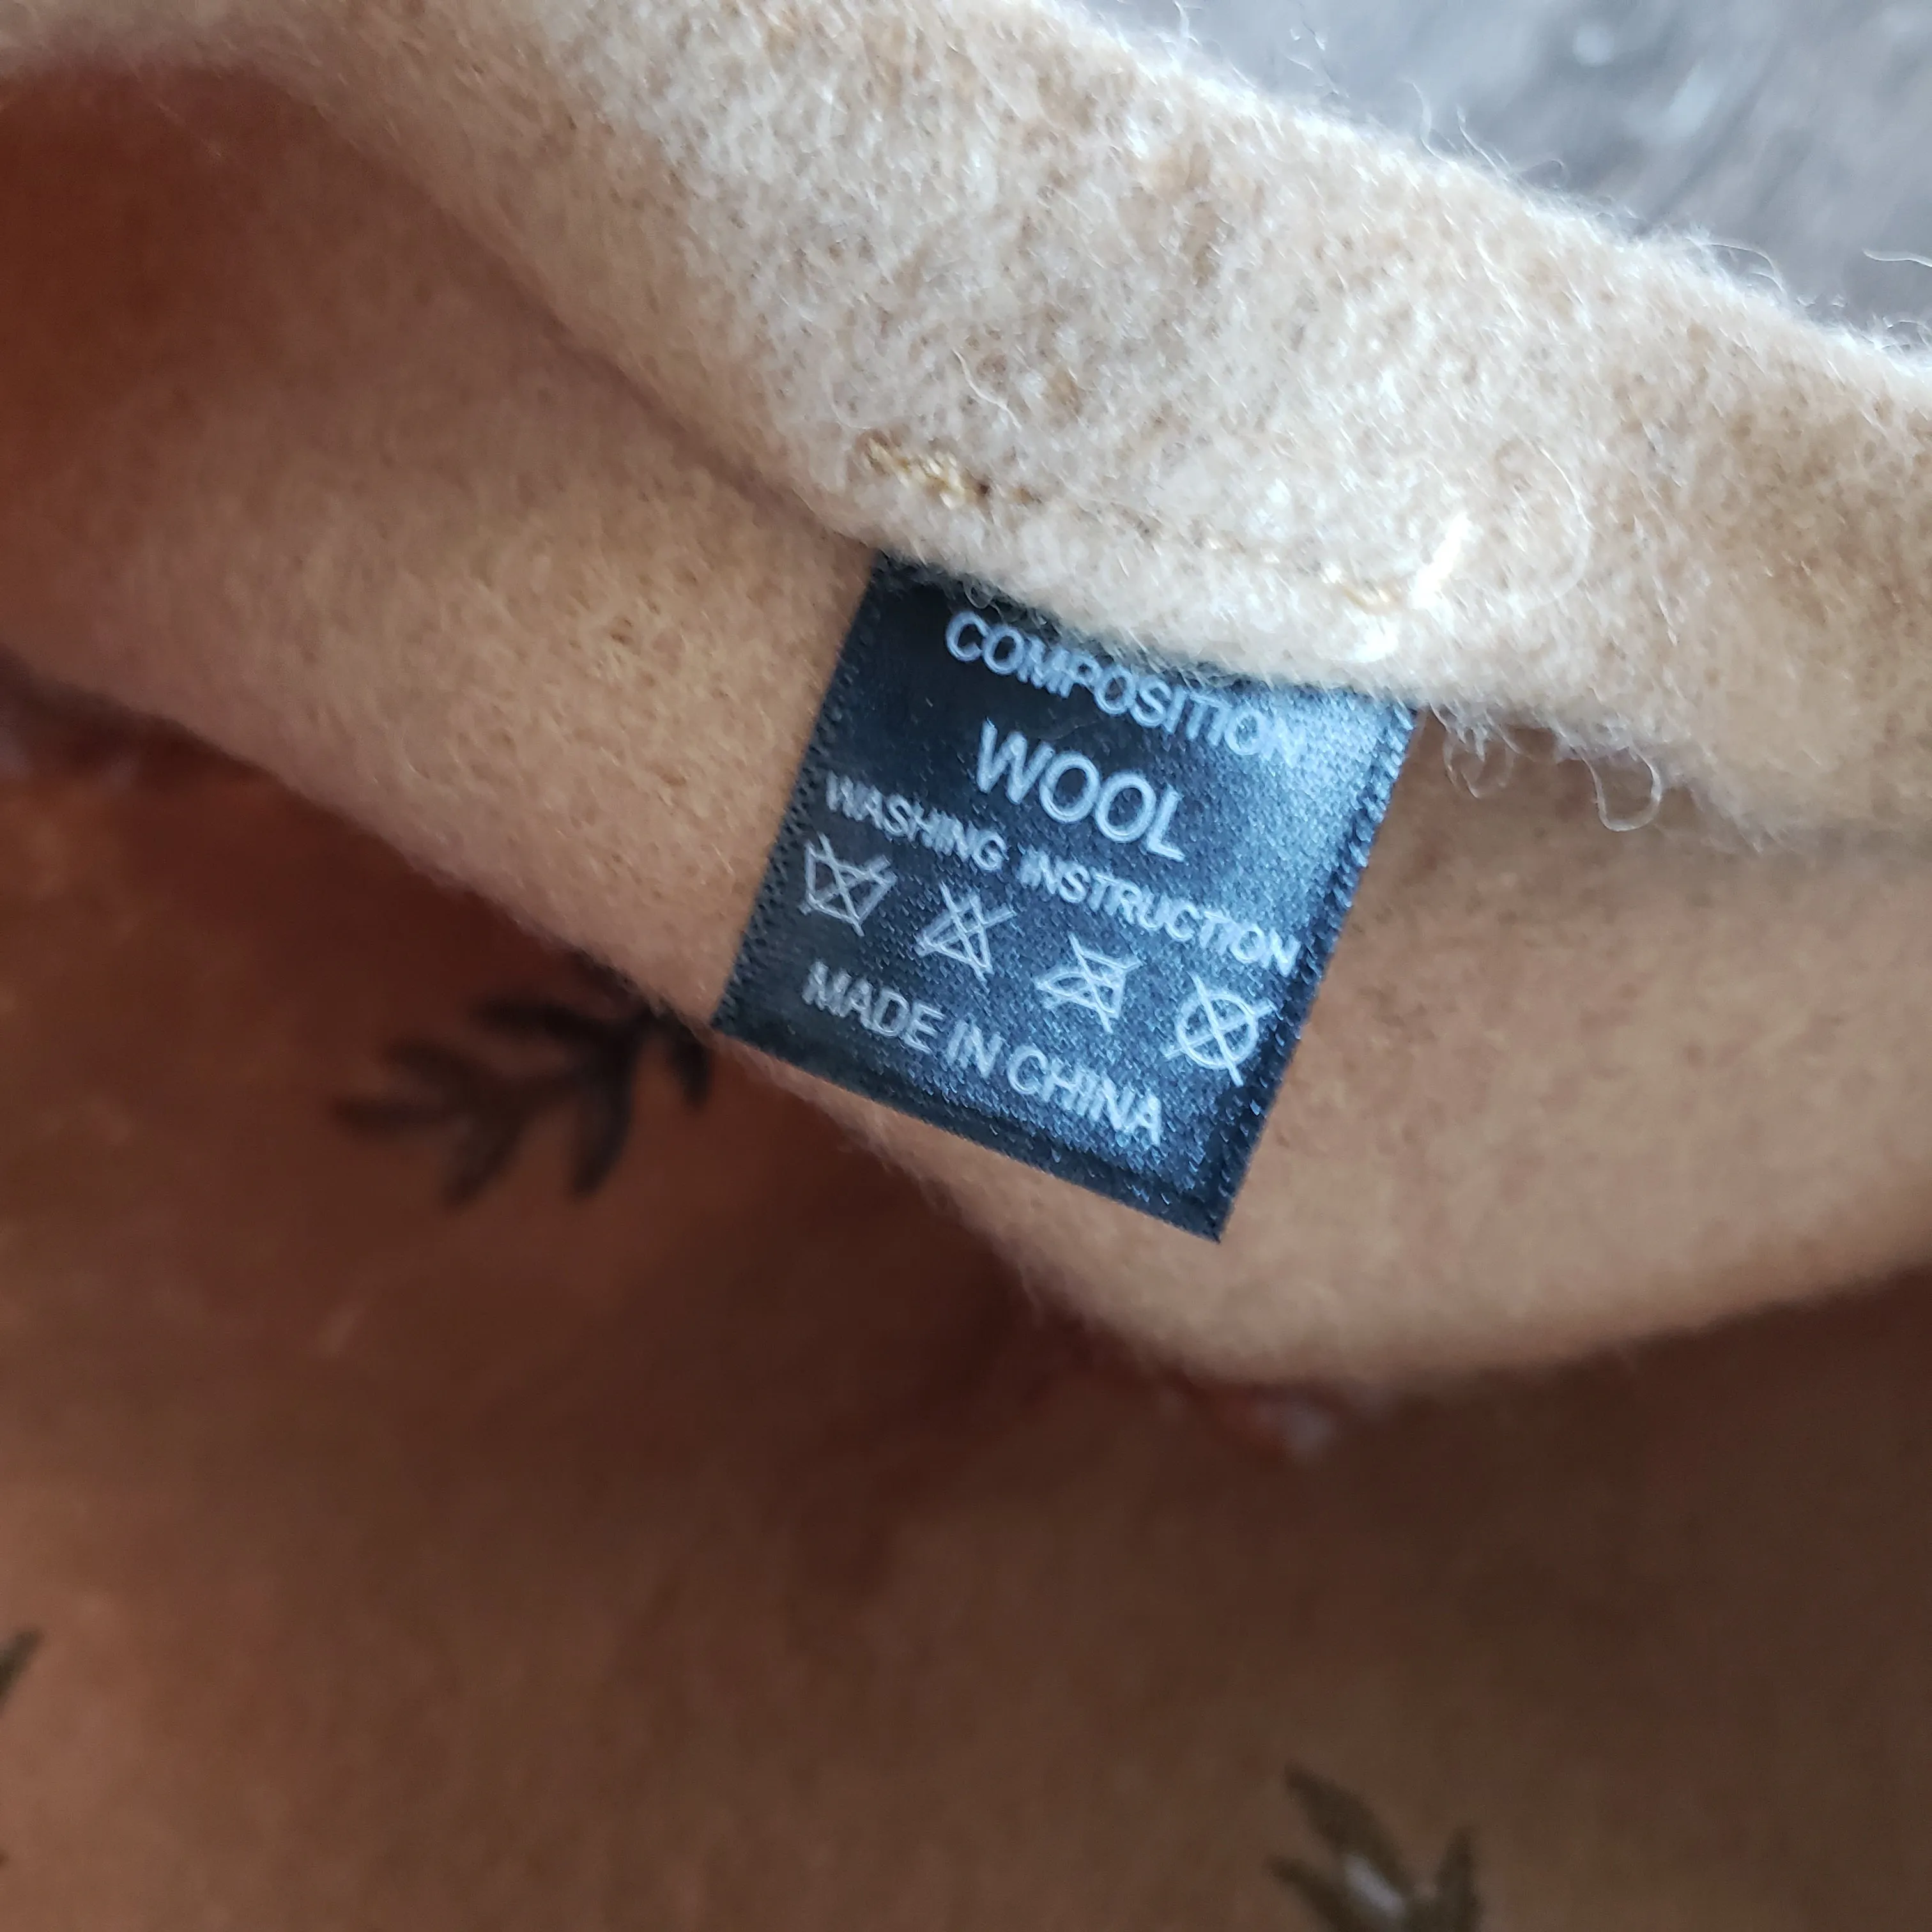 COMPOSITION
WOOL
WASHING INSTRUCTION
MADE IN CHINA